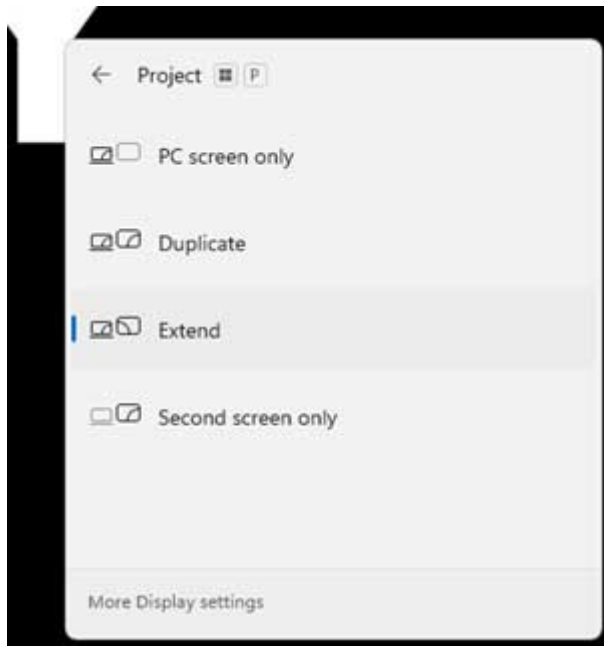 Project P
PC screen only
Duplicate
Extend
Second screen only
More Display settings